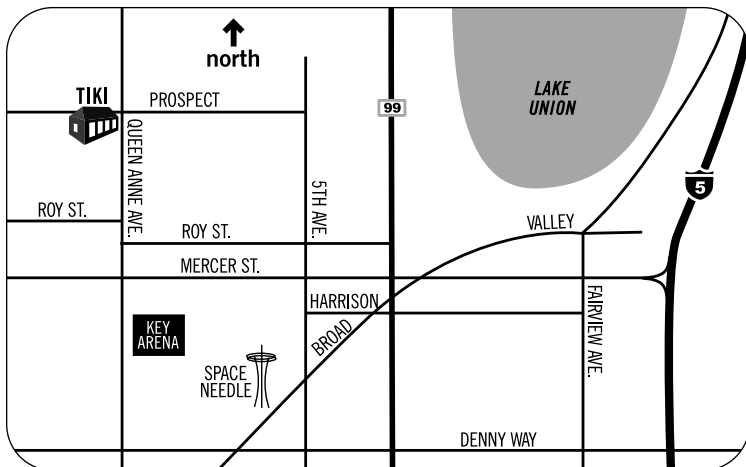 north
TIKI
PROSPECT
99
LAKE
UNION
QUEEN ANNE AVE.
5TH AVE.
5
ROY ST.
ROY ST.
VALLEY
MERCER ST.
HARRISON
FAIRVIEW AVE.
KEY
ARENA
BROAD
SPACE
NEEDLE
DENNY WAY